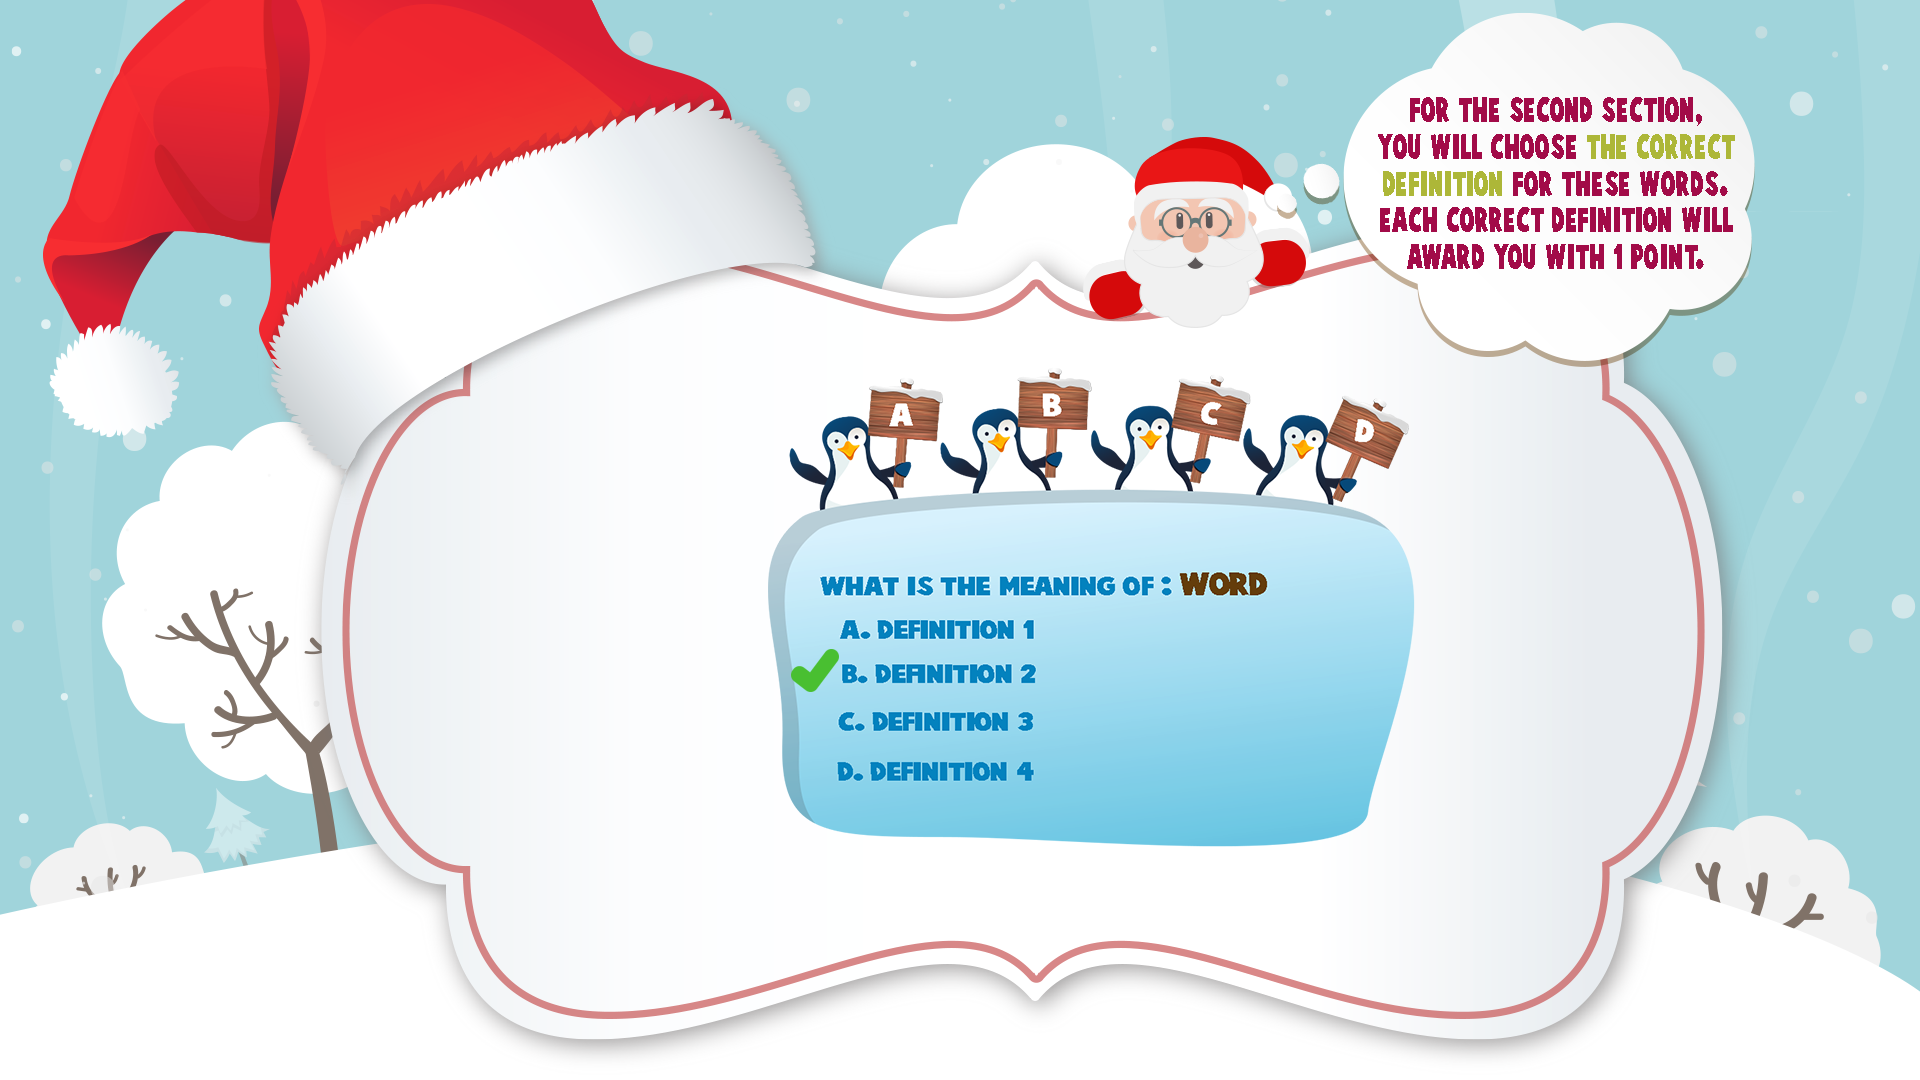 FOR THE SECOND SECTION,
YOU WILL CHOOSE THE CORRECT
DEFINITION FOR THESE WORDS.
EACH CORRECT DEFINITION WILL
AWARD YOU WITH 1 POINT.
A B C D
WHAT IS THE MEANING OF : WORD
A. DEFINITION 1
B. DEFINITION 2
C. DEFINITION 3
D. DEFINITION 4